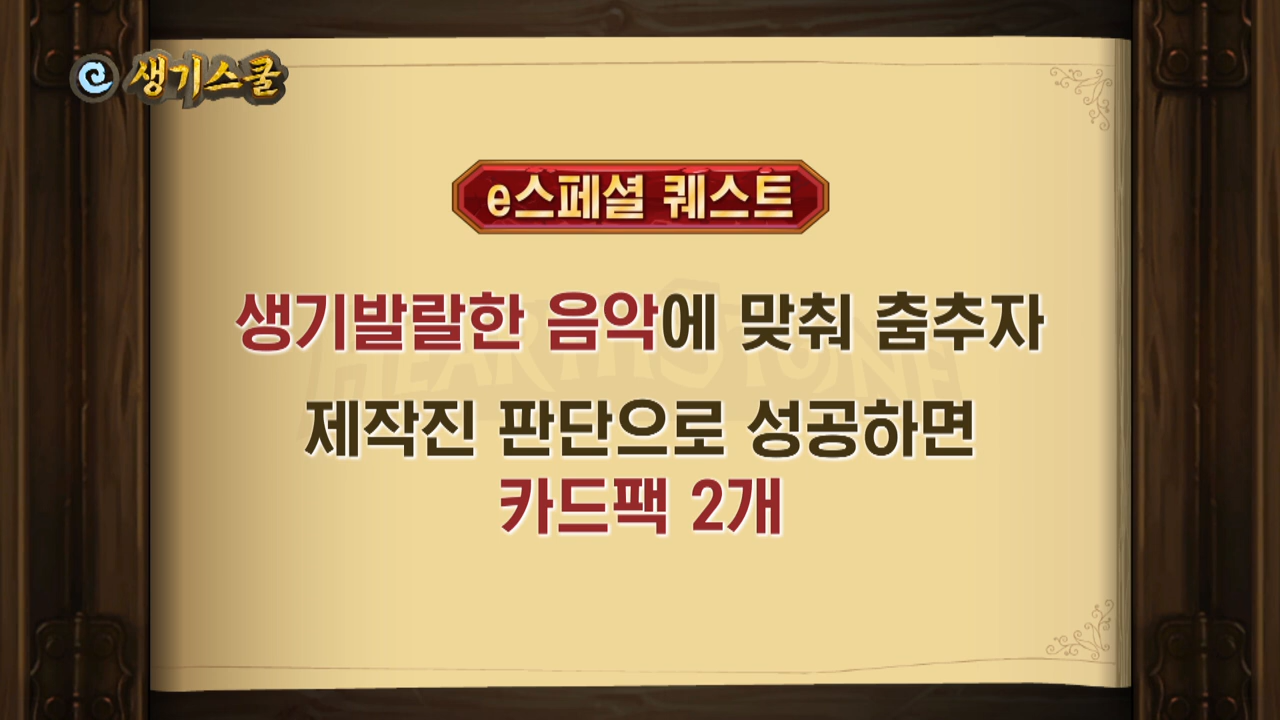 생기스쿨
e스페셜 퀘스트
생기발랄한 음악에 맞춰 춤추자
HEARTHSTONE
제작진 판단으로 성공하면
카드팩 2개